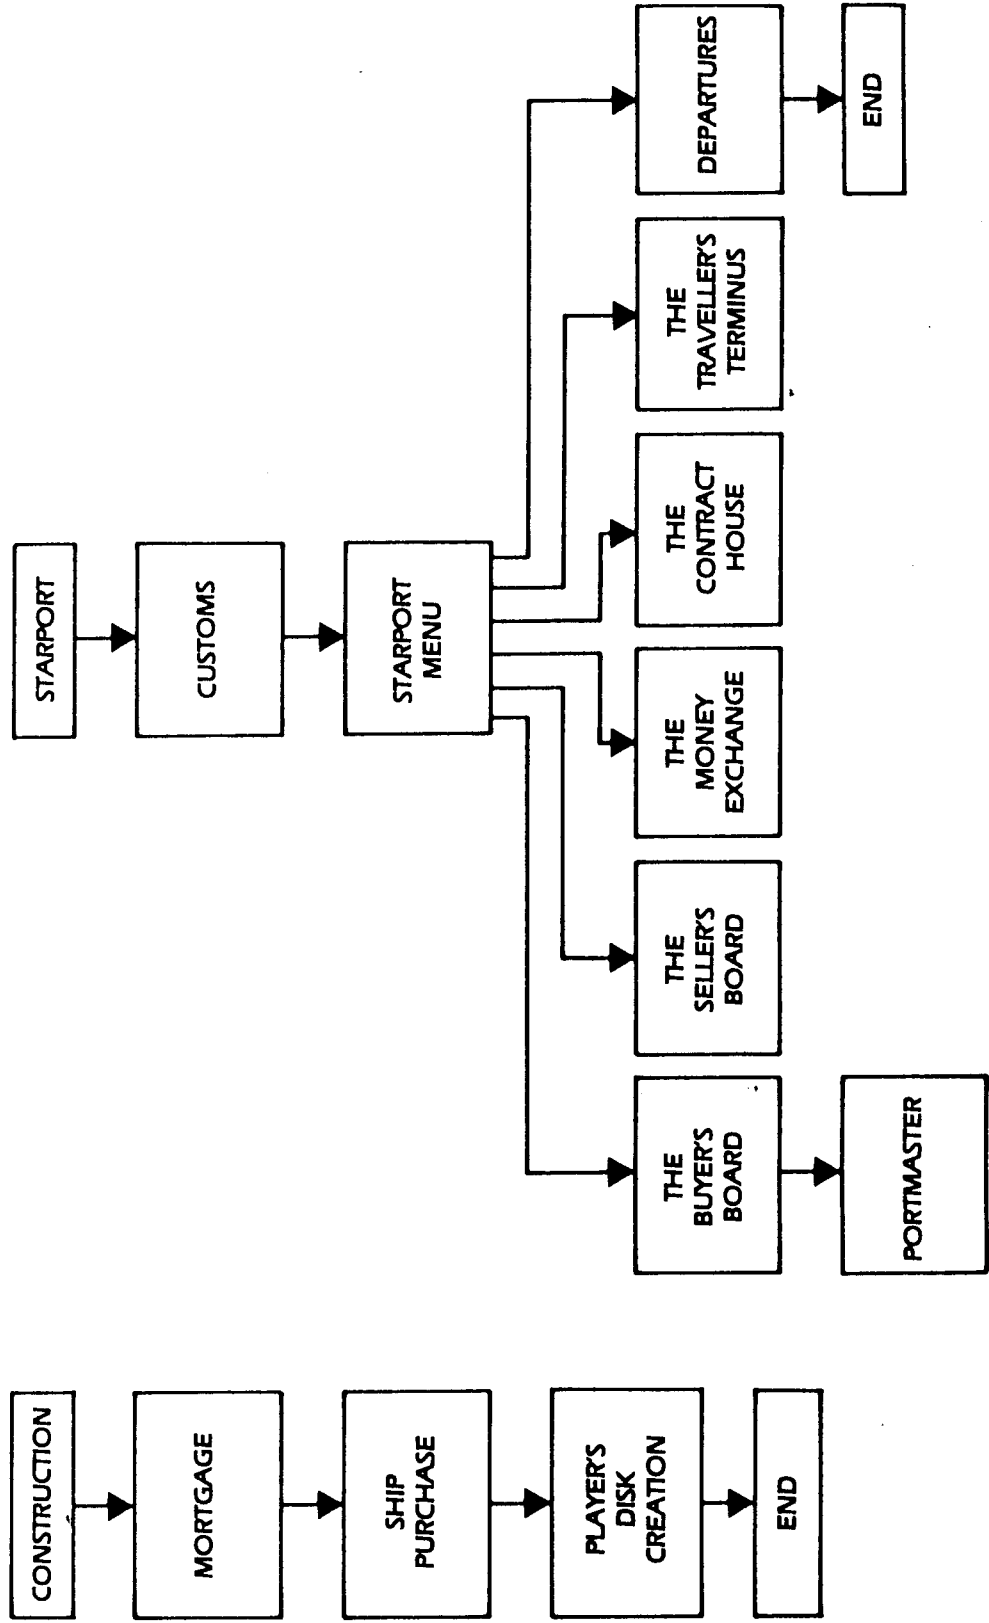 CONSTRUCTION
MORTGAGE
SHIP
PURCHASE
PLAYER'S
DISK
CREATION
END
STARPORT
CUSTOMS
STARPORT
MENU
THE
BUYER'S
BOARD
PORTMASTER
THE
SELLER'S
BOARD
THE
MONEY
EXCHANGE
THE
CONTRACT
HOUSE
THE
TRAVELLER'S
TERMINUS
DEPARTURES
END